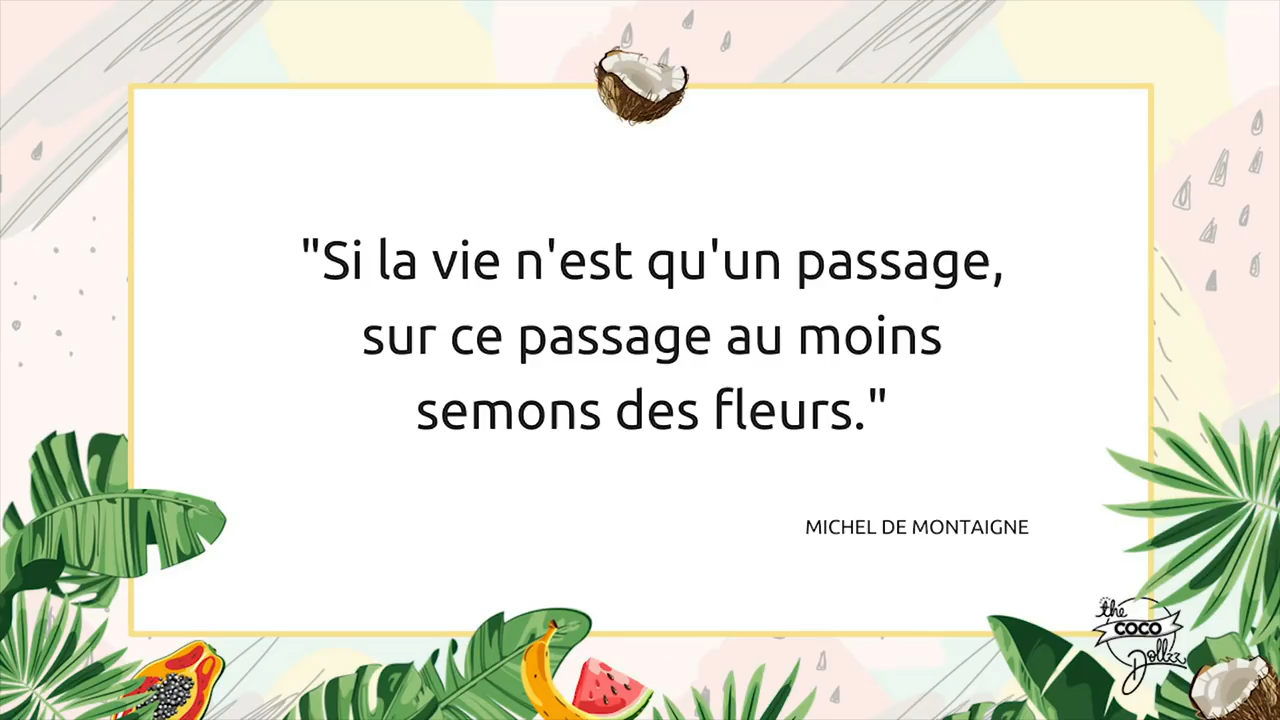 "Si la vie n'est qu'un passage,
sur ce passage au moins
semons des fleurs."
MICHEL DE MONTAIGNE
the
COCO
Dollzz